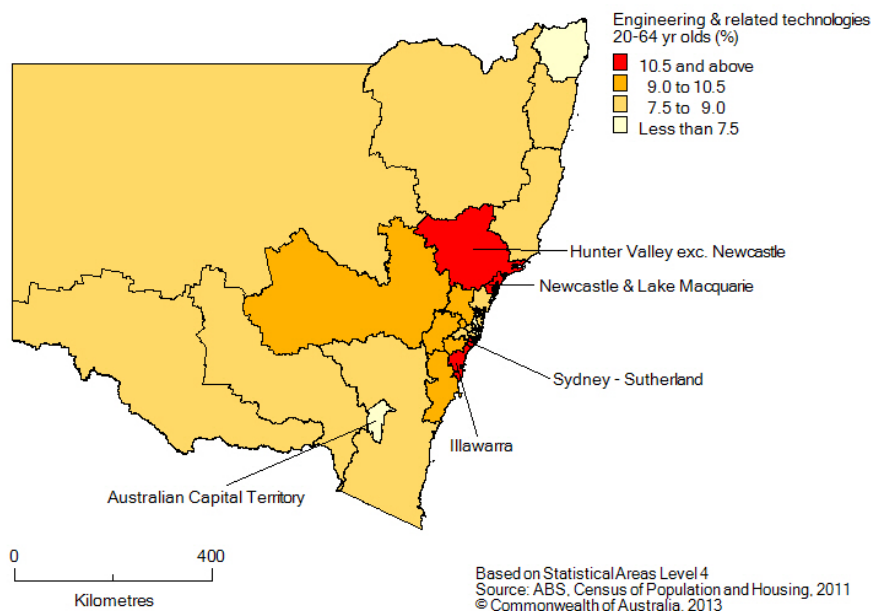 Engineering & related technologies
20-64 yr olds (%)
10.5 and above
9.0 to 10.5
7.5 to 9.0
Less than 7.5
Hunter Valley exc. Newcastle
Newcastle & Lake Macquarie
Sydney - Sutherland
Illawarra
Australian Capital Territory
0 400
Kilometres
Based on Statistical Areas Level 4
Source: ABS, Census of Population and Housing, 2011
© Commonwealth of Australia, 2013